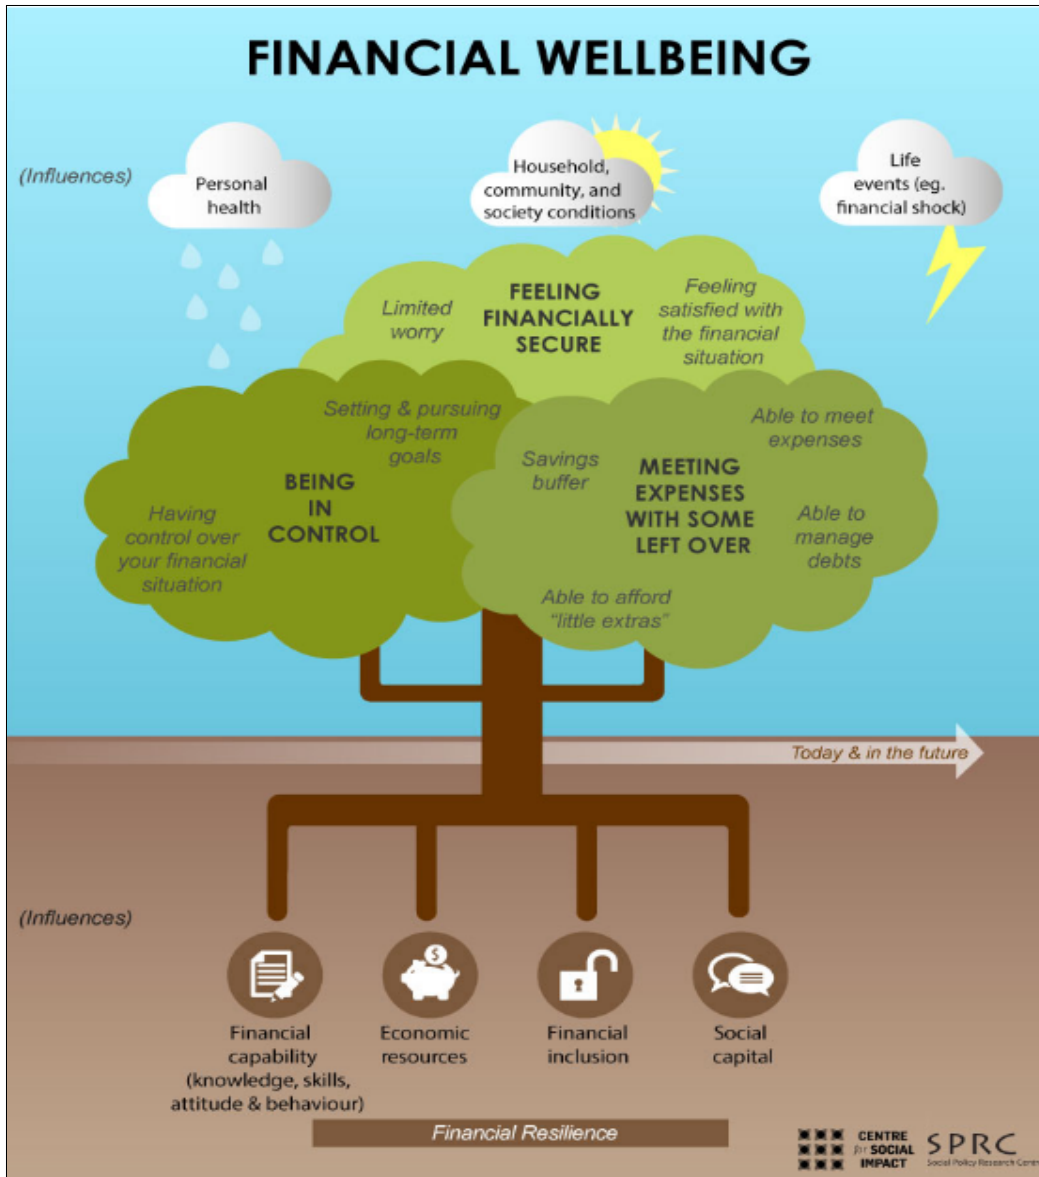 FINANCIAL WELLBEING
(Influences)
Personal
health
Household,
community, and
society conditions
Life
events (eg.
financial shock)
Limited
worry
FEELING
FINANCIALLY
SECURE
Feeling
satisfied with
the financial
situation
Setting & pursuing
long-term
goals
BEING
IN
CONTROL
Having
control over
your financial
situation
Savings
buffer
MEETING
EXPENSES
WITH SOME
LEFT OVER
Able to meet
expenses
Able to
manage
debts
Able to afford
"little extras"
Today & in the future
(Influences)
$
Financial
capability
(knowledge, skills,
attitude & behaviour)
Economic
resources
Financial
inclusion
Social
capital
Financial Resilience
CENTRE
for SOCIAL
IMPACT
SPRC
Social Policy Research Centre